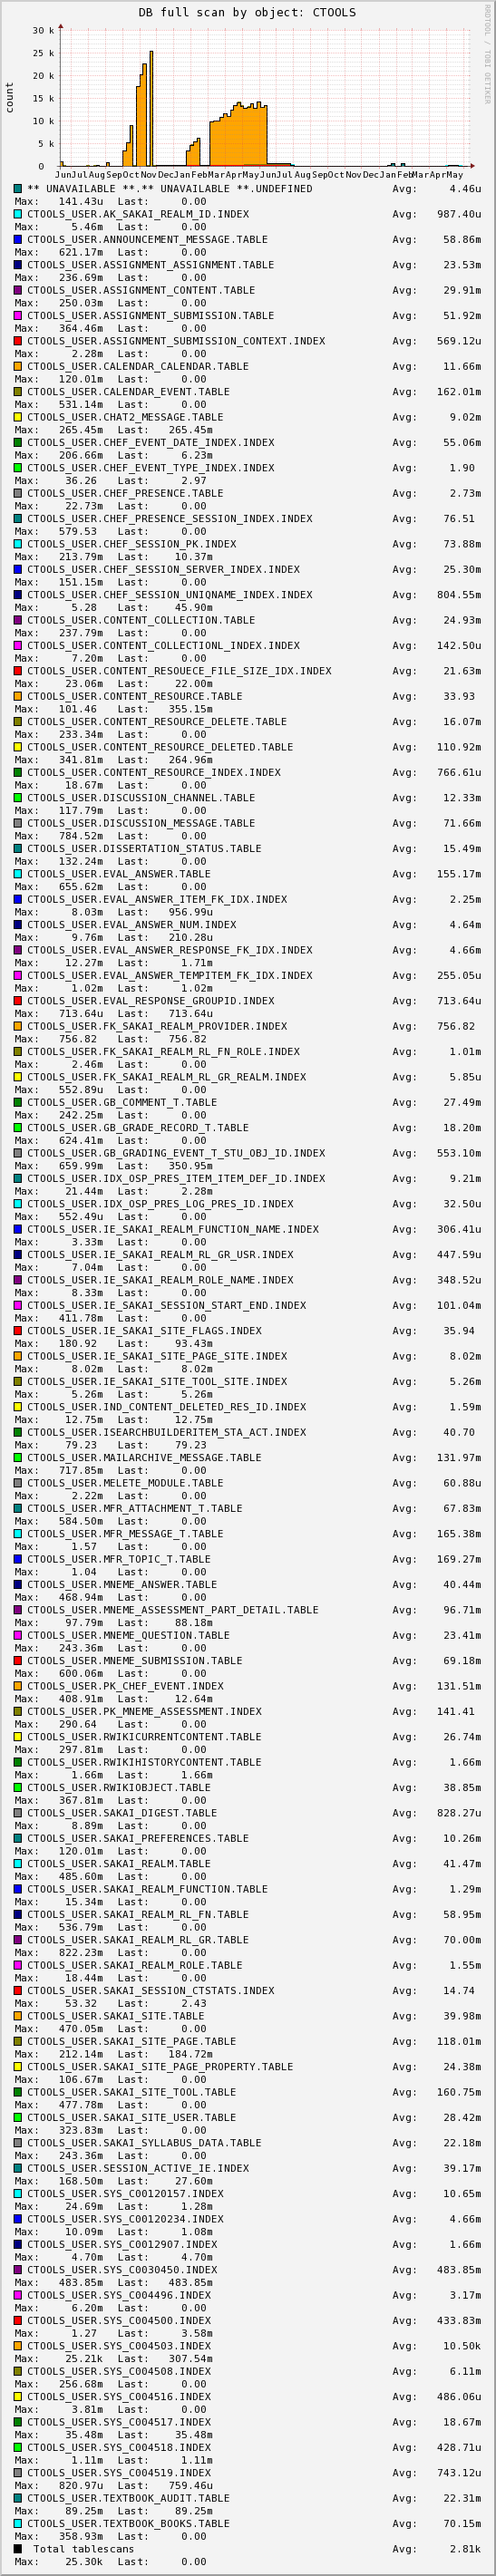 DB full scan by object: CTOOLS
RRDTOOL / TOBI OETIKER
count
30 k
25 k
20 k
15 k
10 k
5 k
0
JunJulAugSepOctNovDecJanFebMarAprMayJunJulAugSepOctNovDecJanFebMarAprMay
** UNAVAILABLE **.** UNAVAILABLE **.UNDEFINED Avg: 4.46u
Max: 141.43u Last: 0.00
CTOOLS_USER.AK_SAKAI_REALM_ID.INDEX Avg: 987.40u
Max: 5.46m Last: 0.00
CTOOLS_USER.ANNOUNCEMENT_MESSAGE.TABLE Avg: 58.86m
Max: 621.17m Last: 0.00
CTOOLS_USER.ASSIGNMENT_ASSIGNMENT.TABLE Avg: 23.53m
Max: 236.69m Last: 0.00
CTOOLS_USER.ASSIGNMENT_CONTENT.TABLE Avg: 29.91m
Max: 250.03m Last: 0.00
CTOOLS_USER.ASSIGNMENT_SUBMISSION.TABLE Avg: 51.92m
Max: 364.46m Last: 0.00
CTOOLS_USER.ASSIGNMENT_SUBMISSION_CONTEXT.INDEX Avg: 569.12u
Max: 2.28m Last: 0.00
CTOOLS_USER.CALENDAR_CALENDAR.TABLE Avg: 11.66m
Max: 120.01m Last: 0.00
CTOOLS_USER.CALENDAR_EVENT.TABLE Avg: 162.01m
Max: 531.14m Last: 0.00
CTOOLS_USER.CHAT2_MESSAGE.TABLE Avg: 9.02m
Max: 265.45m Last: 265.45m
CTOOLS_USER.CHEF_EVENT_DATE_INDEX.INDEX Avg: 55.06m
Max: 206.66m Last: 6.23m
CTOOLS_USER.CHEF_EVENT_TYPE_INDEX.INDEX Avg: 1.90
Max: 36.26 Last: 2.97
CTOOLS_USER.CHEF_PRESENCE.TABLE Avg: 2.73m
Max: 22.73m Last: 0.00
CTOOLS_USER.CHEF_PRESENCE_SESSION_INDEX.INDEX Avg: 76.51
Max: 579.53 Last: 0.00
CTOOLS_USER.CHEF_SESSION_PK.INDEX Avg: 73.88m
Max: 213.79m Last: 10.37m
CTOOLS_USER.CHEF_SESSION_SERVER_INDEX.INDEX Avg: 25.30m
Max: 151.15m Last: 0.00
CTOOLS_USER.CHEF_SESSION_UNIQNAME_INDEX.INDEX Avg: 804.55m
Max: 5.28 Last: 45.90m
CTOOLS_USER.CONTENT_COLLECTION.TABLE Avg: 24.93m
Max: 237.79m Last: 0.00
CTOOLS_USER.CONTENT_COLLECTIONL_INDEX.INDEX Avg: 142.50u
Max: 7.20m Last: 0.00
CTOOLS_USER.CONTENT_RESOUECE_FILE_SIZE_IDX.INDEX Avg: 21.63m
Max: 23.06m Last: 22.00m
CTOOLS_USER.CONTENT_RESOURCE.TABLE Avg: 33.93
Max: 101.46 Last: 355.15m
CTOOLS_USER.CONTENT_RESOURCE_DELETE.TABLE Avg: 16.07m
Max: 233.34m Last: 0.00
CTOOLS_USER.CONTENT_RESOURCE_DELETED.TABLE Avg: 110.92m
Max: 341.81m Last: 264.96m
CTOOLS_USER.CONTENT_RESOURCE_INDEX.INDEX Avg: 766.61u
Max: 18.67m Last: 0.00
CTOOLS_USER.DISCUSSION_CHANNEL.TABLE Avg: 12.33m
Max: 117.79m Last: 0.00
CTOOLS_USER.DISCUSSION_MESSAGE.TABLE Avg: 71.66m
Max: 784.52m Last: 0.00
CTOOLS_USER.DISSERTATION_STATUS.TABLE Avg: 15.49m
Max: 132.24m Last: 0.00
CTOOLS_USER.EVAL_ANSWER.TABLE Avg: 155.17m
Max: 655.62m Last: 0.00
CTOOLS_USER.EVAL_ANSWER_ITEM_FK_IDX.INDEX Avg: 2.25m
Max: 8.03m Last: 956.99u
CTOOLS_USER.EVAL_ANSWER_NUM.INDEX Avg: 4.64m
Max: 9.76m Last: 210.28u
CTOOLS_USER.EVAL_ANSWER_RESPONSE_FK_IDX.INDEX Avg: 4.66m
Max: 12.27m Last: 1.71m
CTOOLS_USER.EVAL_ANSWER_TEMPITEM_FK_IDX.INDEX Avg: 255.05u
Max: 1.02m Last: 1.02m
CTOOLS_USER.EVAL_RESPONSE_GROUPID.INDEX Avg: 713.64u
Max: 713.64u Last: 713.64u
CTOOLS_USER.FK_SAKAI_REALM_PROVIDER.INDEX Avg: 756.82
Max: 756.82 Last: 756.82
CTOOLS_USER.FK_SAKAI_REALM_RL_FN_ROLE.INDEX Avg: 1.01m
Max: 2.46m Last: 0.00
CTOOLS_USER.FK_SAKAI_REALM_RL_GR_REALM.INDEX Avg: 5.85u
Max: 552.89u Last: 0.00
CTOOLS_USER.GB_COMMENT_T.TABLE Avg: 27.49m
Max: 242.25m Last: 0.00
CTOOLS_USER.GB_GRADE_RECORD_T.TABLE Avg: 18.20m
Max: 624.41m Last: 0.00
CTOOLS_USER.GB_GRADING_EVENT_T_STU_OBJ_ID.INDEX Avg: 553.10m
Max: 659.99m Last: 350.95m
CTOOLS_USER.IDX_OSP_PRES_ITEM_ITEM_DEF_ID.INDEX Avg: 9.21m
Max: 21.44m Last: 2.28m
CTOOLS_USER.IDX_OSP_PRES_LOG_PRES_ID.INDEX Avg: 32.50u
Max: 552.49u Last: 0.00
CTOOLS_USER.IE_SAKAI_REALM_FUNCTION_NAME.INDEX Avg: 306.41u
Max: 3.33m Last: 0.00
CTOOLS_USER.IE_SAKAI_REALM_RL_GR_USR.INDEX Avg: 447.59u
Max: 7.04m Last: 0.00
CTOOLS_USER.IE_SAKAI_REALM_ROLE_NAME.INDEX Avg: 348.52u
Max: 8.33m Last: 0.00
CTOOLS_USER.IE_SAKAI_SESSION_START_END.INDEX Avg: 101.04m
Max: 411.78m Last: 0.00
CTOOLS_USER.IE_SAKAI_SITE_FLAGS.INDEX Avg: 35.94
Max: 180.92 Last: 93.43m
CTOOLS_USER.IE_SAKAI_SITE_PAGE_SITE.INDEX Avg: 8.02m
Max: 8.02m Last: 8.02m
CTOOLS_USER.IE_SAKAI_SITE_TOOL_SITE.INDEX Avg: 5.26m
Max: 5.26m Last: 5.26m
CTOOLS_USER.IND_CONTENT_DELETED_RES_ID.INDEX Avg: 1.59m
Max: 12.75m Last: 12.75m
CTOOLS_USER.ISEARCHBUILDERITEM_STA_ACT.INDEX Avg: 40.70
Max: 79.23 Last: 79.23
CTOOLS_USER.MAILARCHIVE_MESSAGE.TABLE Avg: 131.97m
Max: 717.85m Last: 0.00
CTOOLS_USER.MELETE_MODULE.TABLE Avg: 60.88u
Max: 2.22m Last: 0.00
CTOOLS_USER.MFR_ATTACHMENT_T.TABLE Avg: 67.83m
Max: 584.50m Last: 0.00
CTOOLS_USER.MFR_MESSAGE_T.TABLE Avg: 165.38m
Max: 1.57 Last: 0.00
CTOOLS_USER.MFR_TOPIC_T.TABLE Avg: 169.27m
Max: 1.04 Last: 0.00
CTOOLS_USER.MNEME_ANSWER.TABLE Avg: 40.44m
Max: 468.94m Last: 0.00
CTOOLS_USER.MNEME_ASSESSMENT_PART_DETAIL.TABLE Avg: 96.71m
Max: 97.79m Last: 88.18m
CTOOLS_USER.MNEME_QUESTION.TABLE Avg: 23.41m
Max: 243.36m Last: 0.00
CTOOLS_USER.MNEME_SUBMISSION.TABLE Avg: 69.18m
Max: 600.06m Last: 0.00
CTOOLS_USER.PK_CHEF_EVENT.INDEX Avg: 131.51m
Max: 408.91m Last: 12.64m
CTOOLS_USER.PK_MNEME_ASSESSMENT.INDEX Avg: 141.41
Max: 290.64 Last: 0.00
CTOOLS_USER.RWIKICURRENTCONTENT.TABLE Avg: 26.74m
Max: 297.81m Last: 0.00
CTOOLS_USER.RWIKIHISTORYCONTENT.TABLE Avg: 1.66m
Max: 1.66m Last: 1.66m
CTOOLS_USER.RWIKIOBJECT.TABLE Avg: 38.85m
Max: 367.81m Last: 0.00
CTOOLS_USER.SAKAI_DIGEST.TABLE Avg: 828.27u
Max: 8.89m Last: 0.00
CTOOLS_USER.SAKAI_PREFERENCES.TABLE Avg: 10.26m
Max: 120.01m Last: 0.00
CTOOLS_USER.SAKAI_REALM.TABLE Avg: 41.47m
Max: 485.60m Last: 0.00
CTOOLS_USER.SAKAI_REALM_FUNCTION.TABLE Avg: 1.29m
Max: 15.34m Last: 0.00
CTOOLS_USER.SAKAI_REALM_RL_FN.TABLE Avg: 58.95m
Max: 536.79m Last: 0.00
CTOOLS_USER.SAKAI_REALM_RL_GR.TABLE Avg: 70.00m
Max: 822.23m Last: 0.00
CTOOLS_USER.SAKAI_REALM_ROLE.TABLE Avg: 1.55m
Max: 18.44m Last: 0.00
CTOOLS_USER.SAKAI_SESSION_CTSTATS.INDEX Avg: 14.74
Max: 53.32 Last: 2.43
CTOOLS_USER.SAKAI_SITE.TABLE Avg: 39.98m
Max: 470.05m Last: 0.00
CTOOLS_USER.SAKAI_SITE_PAGE.TABLE Avg: 118.01m
Max: 212.14m Last: 184.72m
CTOOLS_USER.SAKAI_SITE_PAGE_PROPERTY.TABLE Avg: 24.38m
Max: 106.67m Last: 0.00
CTOOLS_USER.SAKAI_SITE_TOOL.TABLE Avg: 160.75m
Max: 477.78m Last: 0.00
CTOOLS_USER.SAKAI_SITE_USER.TABLE Avg: 28.42m
Max: 323.83m Last: 0.00
CTOOLS_USER.SAKAI_SYLLABUS_DATA.TABLE Avg: 22.18m
Max: 243.36m Last: 0.00
CTOOLS_USER.SESSION_ACTIVE_IE.INDEX Avg: 39.17m
Max: 168.50m Last: 27.60m
CTOOLS_USER.SYS_C00120157.INDEX Avg: 10.65m
Max: 24.69m Last: 1.28m
CTOOLS_USER.SYS_C00120234.INDEX Avg: 4.66m
Max: 10.09m Last: 1.08m
CTOOLS_USER.SYS_C0012907.INDEX Avg: 1.66m
Max: 4.70m Last: 4.70m
CTOOLS_USER.SYS_C0030450.INDEX Avg: 483.85m
Max: 483.85m Last: 483.85m
CTOOLS_USER.SYS_C004496.INDEX Avg: 3.17m
Max: 6.20m Last: 0.00
CTOOLS_USER.SYS_C004500.INDEX Avg: 433.83m
Max: 1.27 Last: 3.58m
CTOOLS_USER.SYS_C004503.INDEX Avg: 10.50k
Max: 25.21k Last: 307.54m
CTOOLS_USER.SYS_C004508.INDEX Avg: 6.11m
Max: 256.68m Last: 0.00
CTOOLS_USER.SYS_C004516.INDEX Avg: 486.06u
Max: 3.81m Last: 0.00
CTOOLS_USER.SYS_C004517.INDEX Avg: 18.67m
Max: 35.48m Last: 35.48m
CTOOLS_USER.SYS_C004518.INDEX Avg: 428.71u
Max: 1.11m Last: 1.11m
CTOOLS_USER.SYS_C004519.INDEX Avg: 743.12u
Max: 820.97u Last: 759.46u
CTOOLS_USER.TEXTBOOK_AUDIT.TABLE Avg: 22.31m
Max: 89.25m Last: 89.25m
CTOOLS_USER.TEXTBOOK_BOOKS.TABLE Avg: 70.15m
Max: 358.93m Last: 0.00
Total tablescans Avg: 2.81k
Max: 25.30k Last: 0.00